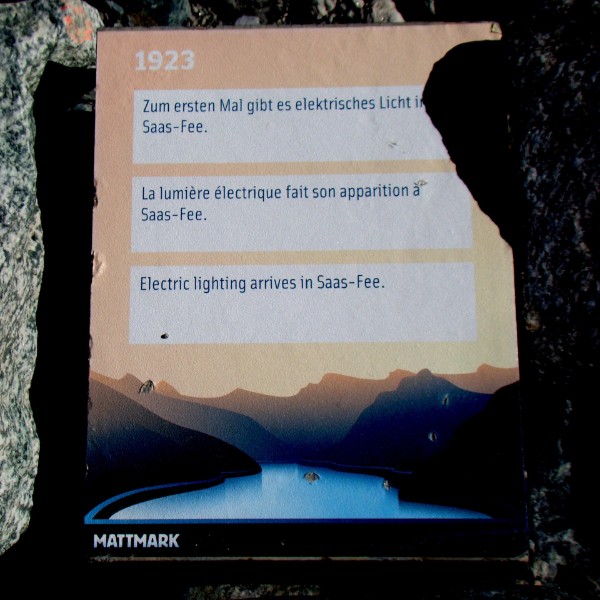 1923
Zum ersten Mal gibt es elektrisches Licht in
Saas-Fee.
La lumière électrique fait son apparition à
Saas-Fee.
Electric lighting arrives in Saas-Fee.
MATTMARK